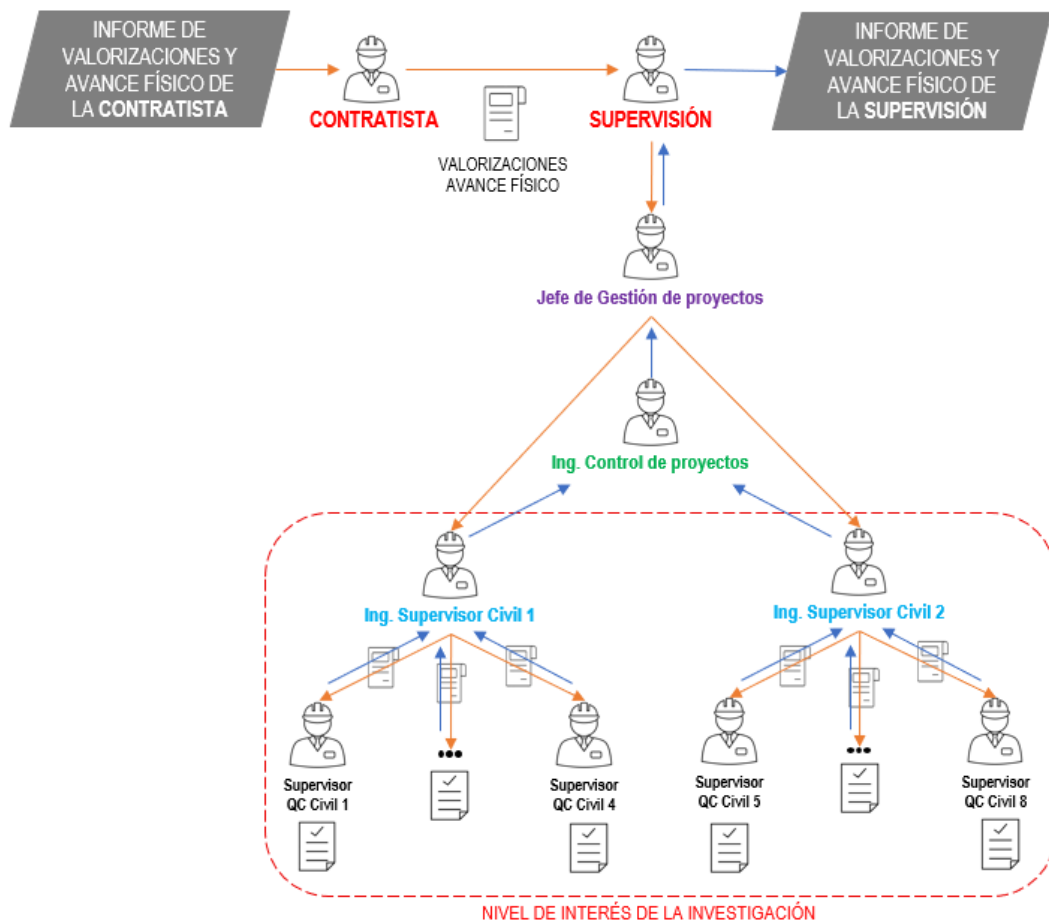 INFORME DE
VALORIZACIONES Y
AVANCE FÍSICO DE
LA CONTRATISTA
INFORME DE
VALORIZACIONES Y
AVANCE FÍSICO DE
LA SUPERVISIÓN
CONTRATISTA
SUPERVISIÓN
VALORIZACIONES
AVANCE FÍSICO
Jefe de Gestión de proyectos
Ing. Control de proyectos
Ing. Supervisor Civil 1
Ing. Supervisor Civil 2
Supervisor
QC Civil 1
Supervisor
QC Civil 4
Supervisor
QC Civil 5
Supervisor
QC Civil 8
NIVEL DE INTERÉS DE LA INVESTIGACIÓN